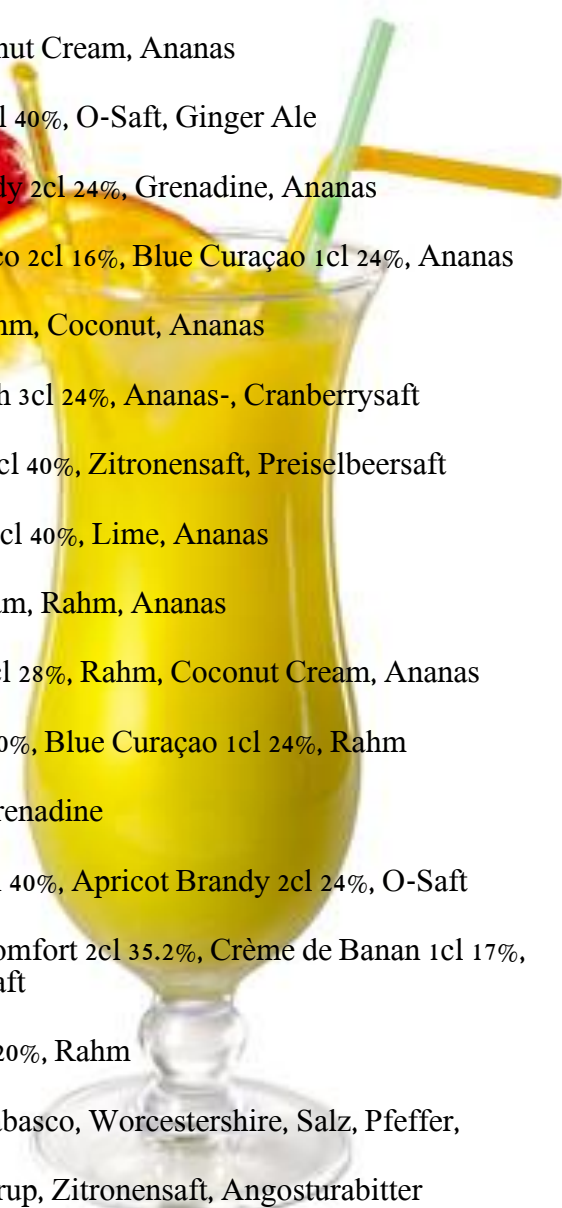 nut Cream, Ananas
l 40%, O-Saft, Ginger Ale
dy 2cl 24%, Grenadine, Ananas
co 2cl 16%, Blue Curaçao 1cl 24%, Ananas
hm, Coconut, Ananas
h 3cl 24%, Ananas-, Cranberrysaft
cl 40%, Zitronensaft, Preiselbeersaft
cl 40%, Lime, Ananas
am, Rahm, Ananas
cl 28%, Rahm, Coconut Cream, Ananas
0%, Blue Curaçao 1cl 24%, Rahm
renadine
l 40%, Apricot Brandy 2cl 24%, O-Saft
omfort 2cl 35.2%, Crème de Banan 1cl 17%,
aft
20%, Rahm
abasco, Worcestershire, Salz, Pfeffer,
rup, Zitronensaft, Angosturabitter